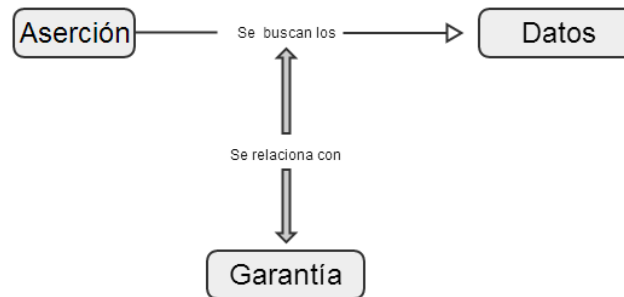 Aserción
Se buscan los
Datos
Se relaciona con
Garantía